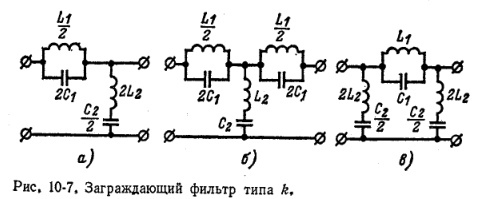 L1/2
2C1
2L2
C2/2
а)
L1/2
L1/2
2C1
2C1
L2
C2
б)
L1
C1
2L2
2L2
C2/2
C2/2
в)
Рис. 10-7. Заграждающий фильтр типа k.